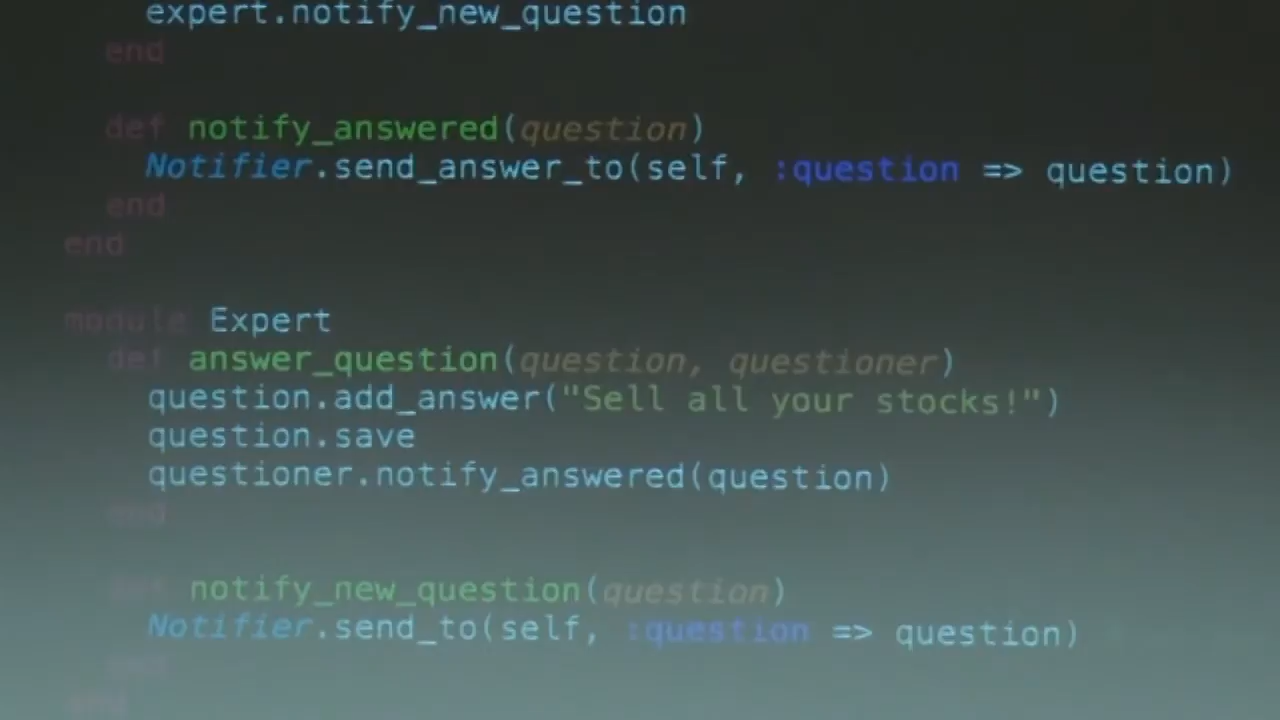 expert.notify_new_question
end
def notify_answered(question)
Notifier.send_answer_to(self, :question => question)
end
end
module Expert
def answer_question(question, questioner)
question.add_answer("Sell all your stocks!")
question.save
questioner.notify_answered(question)
end
def notify_new_question(question)
Notifier.send_to(self, :question => question)
end
end